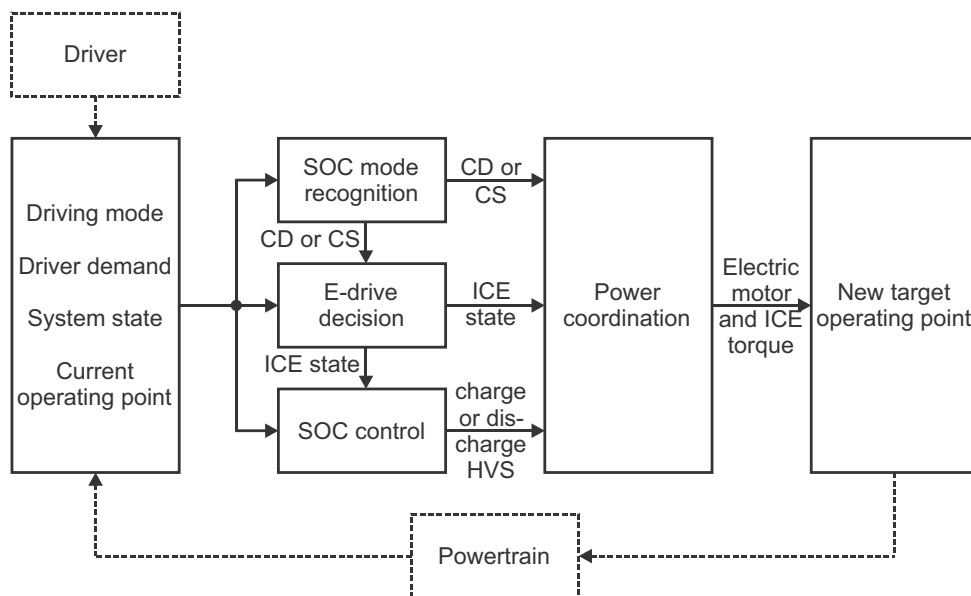 Driver
Driving mode
Driver demand
System state
Current
operating point
SOC mode
recognition
CD or CS
E-drive
decision
ICE state
SOC control
CD or
CS
ICE
state
charge
or dis-
charge
HVS
Power
coordination
Electric
motor
and ICE
torque
New target
operating point
Powertrain